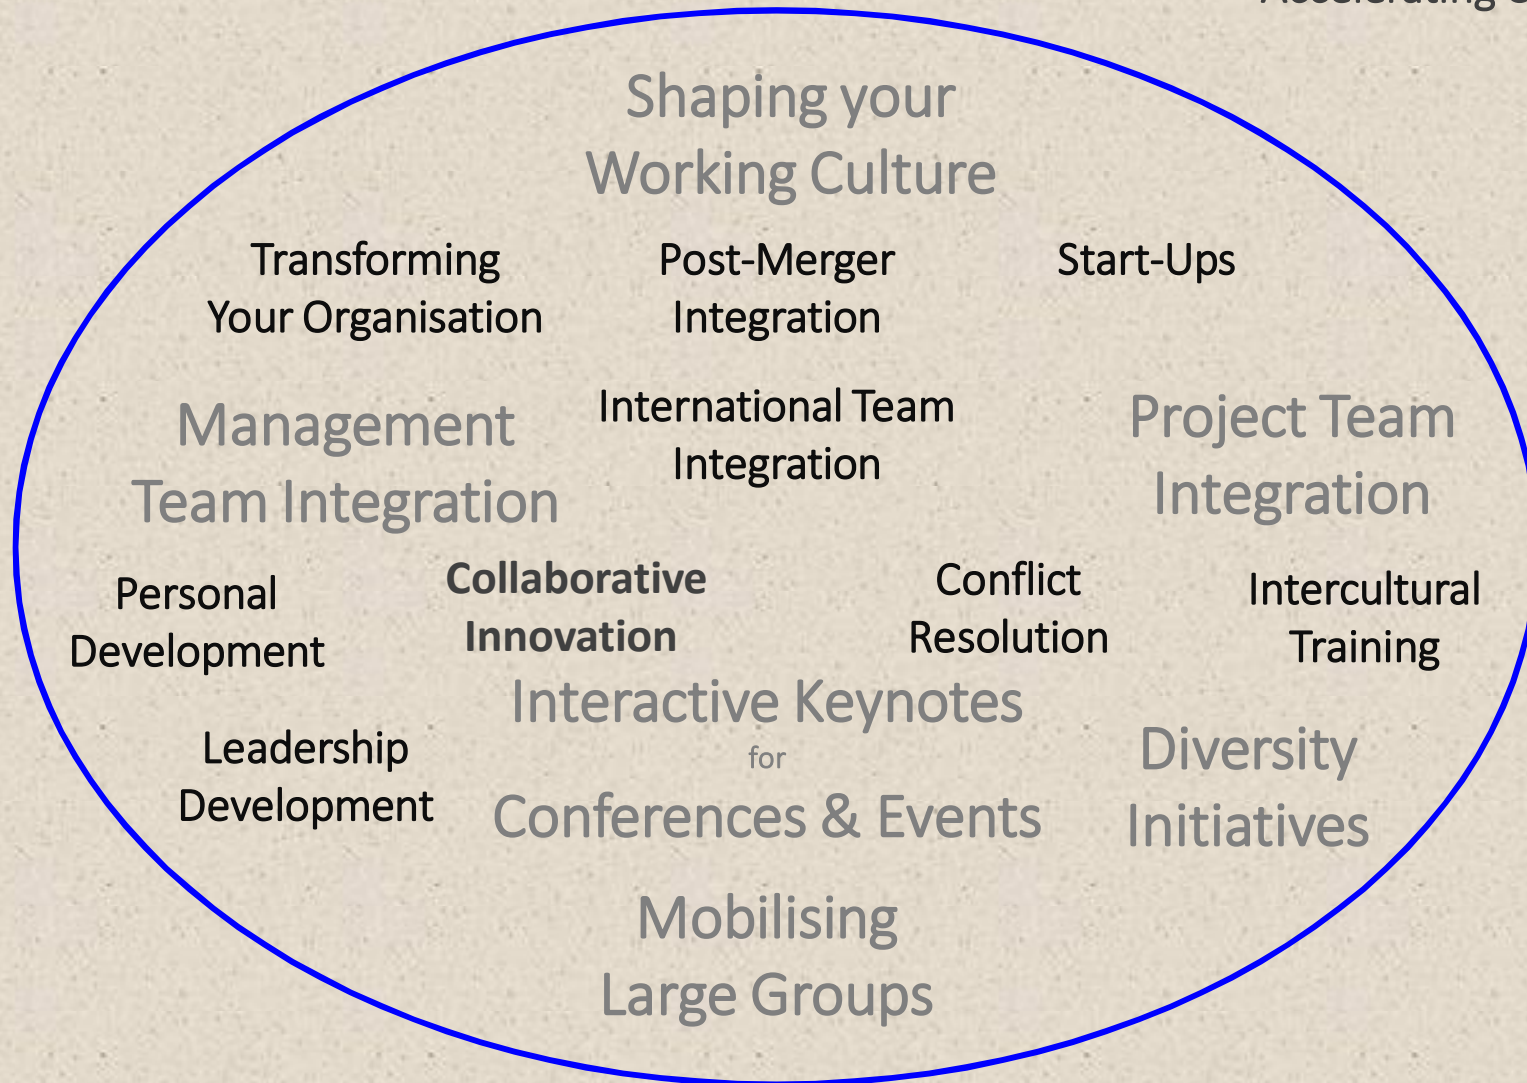 Accelerating
Shaping your
Working Culture
Transforming
Your Organisation
Post-Merger
Integration
Start-Ups
Management
Team Integration
International Team
Integration
Project Team
Integration
Personal
Development
Collaborative
Innovation
Conflict
Resolution
Intercultural
Training
Interactive Keynotes
for
Conferences & Events
Leadership
Development
Diversity
Initiatives
Mobilising
Large Groups